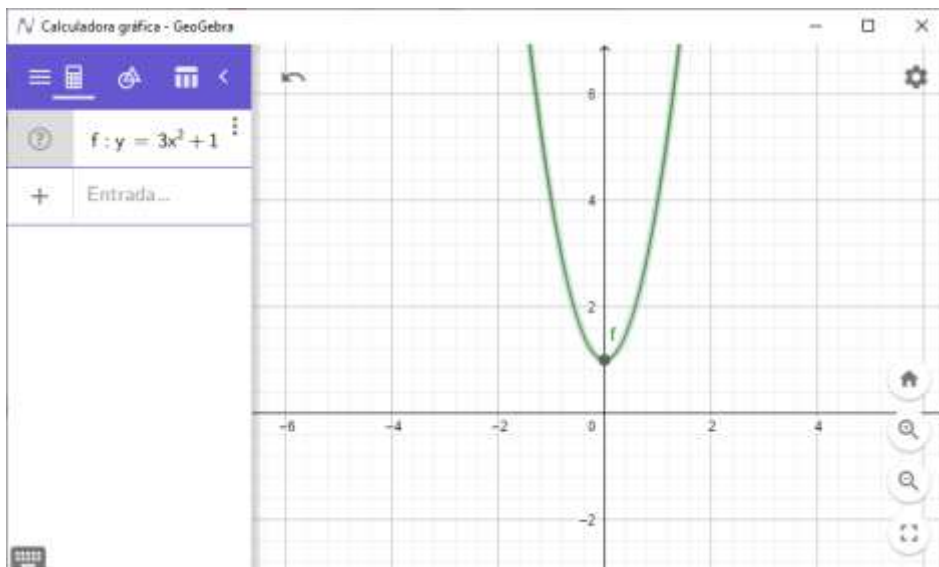 Calculadora gráfica - GeoGebra
f : y = 3x² + 1
Entrada...
6
4
2
f
-6
-4
-2
0
2
4
-2